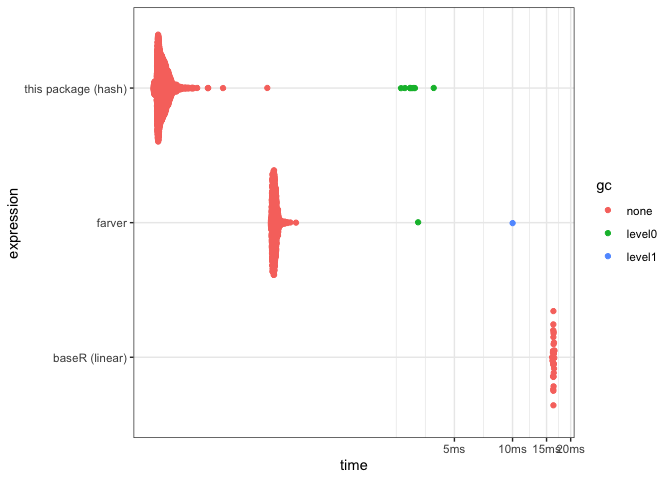 expression
this package (hash)
farver
baseR (linear)
5ms
10ms
15ms
20ms
time
gc
none
level0
level1